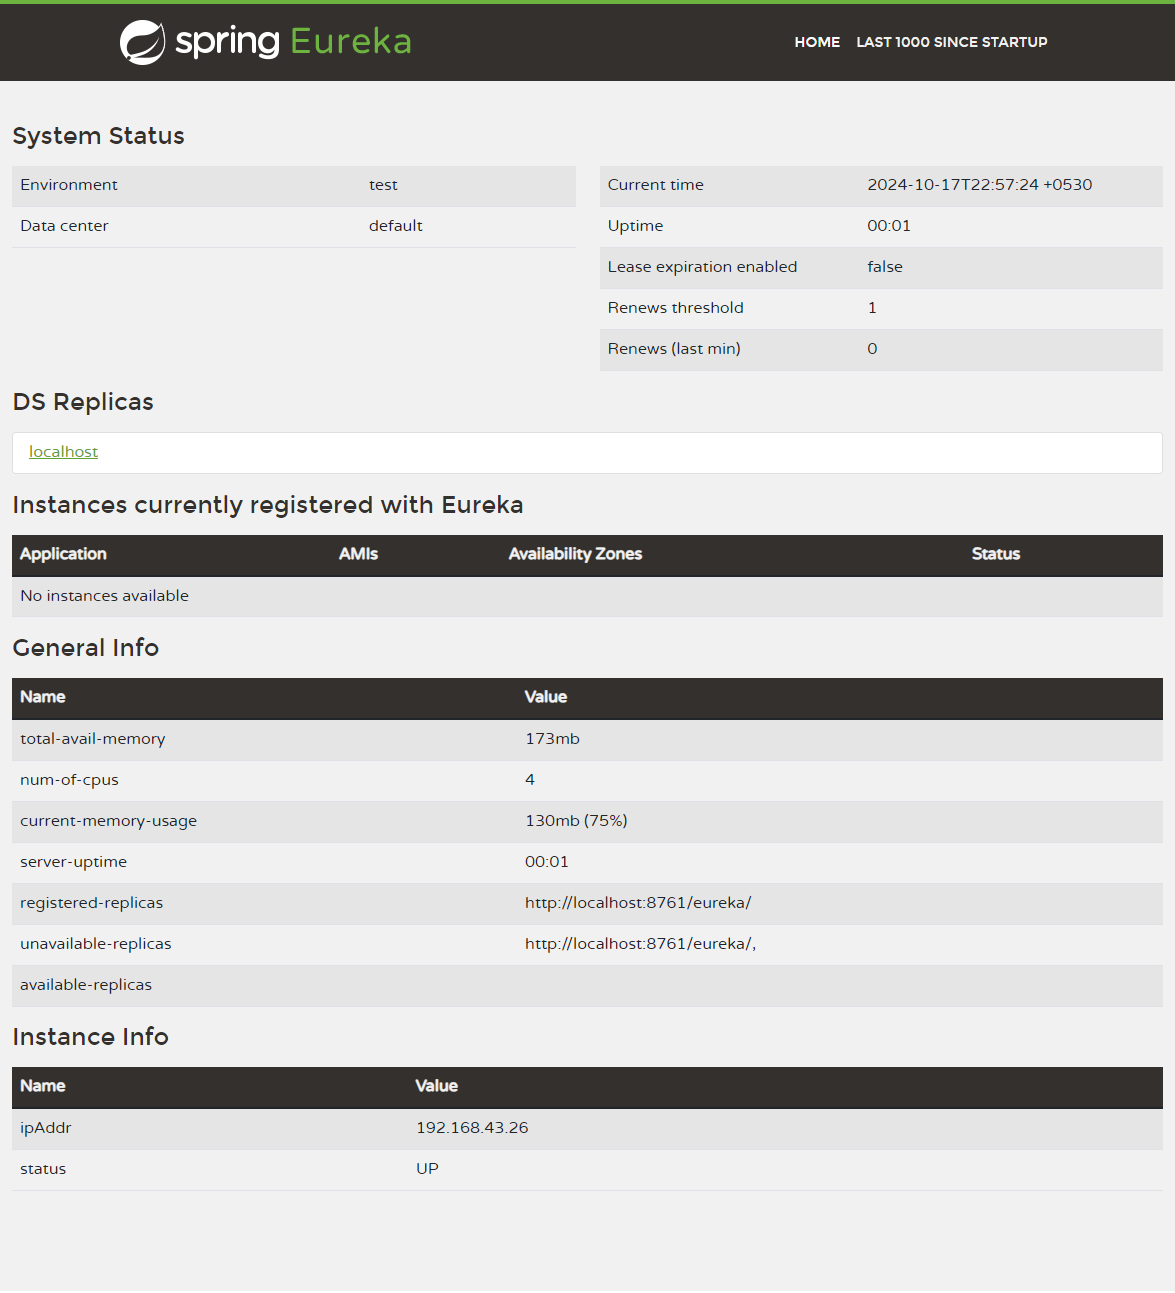 spring Eureka
HOME LAST 1000 SINCE STARTUP
System Status
Environment test
Data center default
Current time 2024-10-17T22:57:24 +0530
Uptime 00:01
Lease expiration enabled false
Renews threshold 1
Renews (last min) 0
DS Replicas
localhost
Instances currently registered with Eureka
Application AMIs Availability Zones Status
No instances available
General Info
Name Value
total-avail-memory 173mb
num-of-cpus 4
current-memory-usage 130mb (75%)
server-uptime 00:01
registered-replicas http://localhost:8761/eureka/
unavailable-replicas http://localhost:8761/eureka/,
available-replicas
Instance Info
Name Value
ipAddr 192.168.43.26
status UP